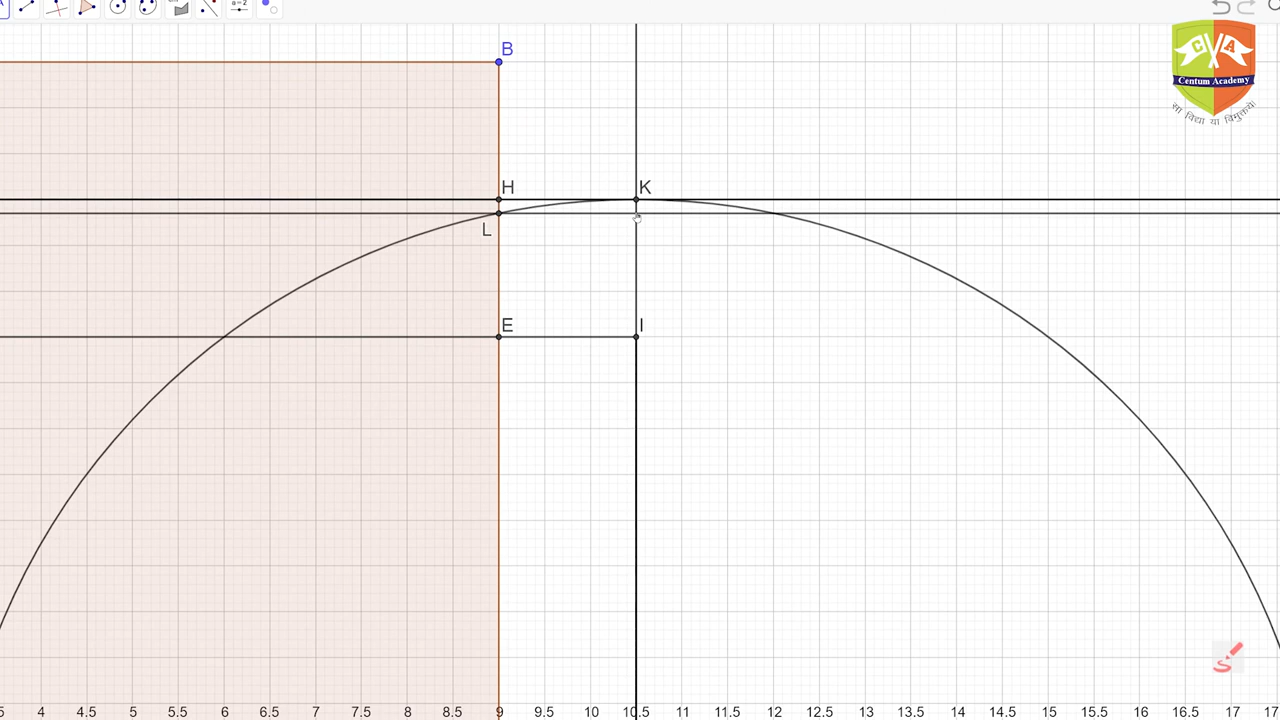 a=2
B
C A
Centum Academy
सा विद्या या विमुक्तये
H
K
L
E
I
4 4.5 5 5.5 6 6.5 7 7.5 8 8.5 9 9.5 10 10.5 11 11.5 12 12.5 13 13.5 14 14.5 15 15.5 16 16.5 17